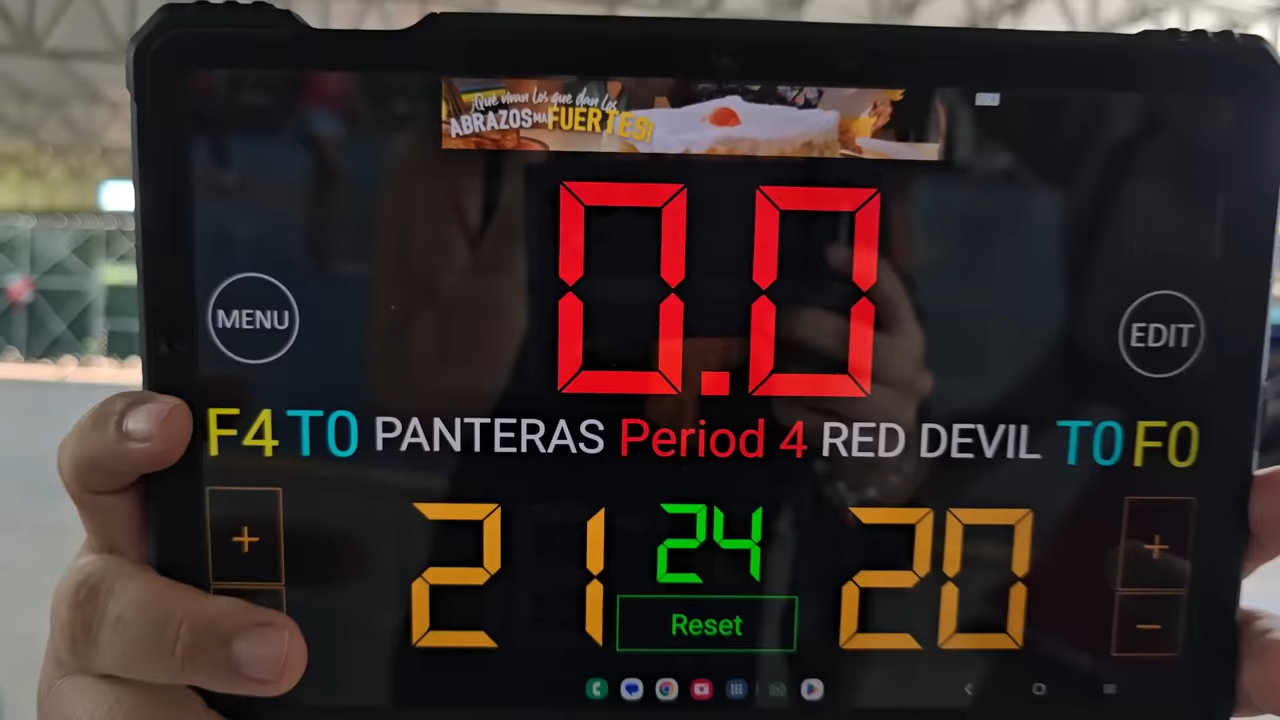 ¡Que vivan los que dan los
ABRAZOS MA FUERTES!
0.0
MENU
EDIT
F4 T0 PANTERAS Period 4 RED DEVIL T0 F0
+ 21 24 20 +
Reset
−